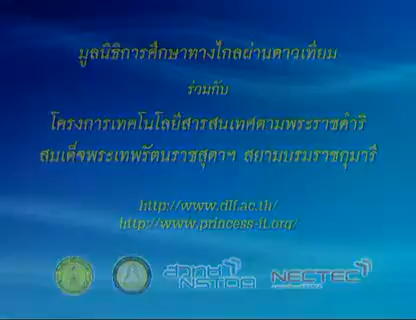 มูลนิธิการศึกษาทางไกลผ่านดาวเทียม
ร่วมกับ
โครงการเทคโนโลยีสารสนเทศตามพระราชดำริ
สมเด็จพระเทพรัตนราชสุดาฯ สยามบรมราชกุมารี
http://www.dlf.ac.th/
http://www.princess-it.org/
สวทช
NSTDA
NECTEC